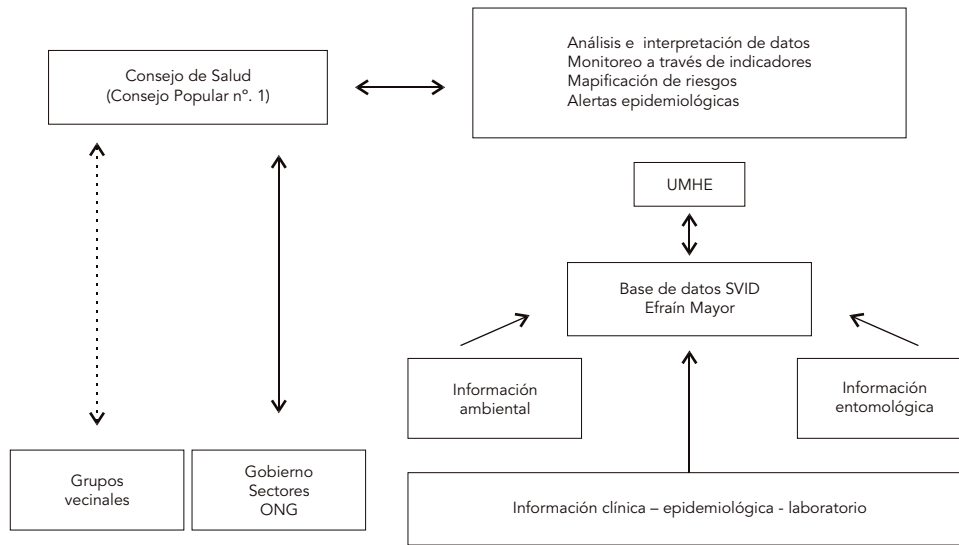 Consejo de Salud
(Consejo Popular nº. 1)
Análisis e interpretación de datos
Monitoreo a través de indicadores
Mapificación de riesgos
Alertas epidemiológicas
UMHE
Base de datos SVID
Efraín Mayor
Información
ambiental
Información
entomológica
Grupos
vecinales
Gobierno
Sectores
ONG
Información clínica – epidemiológica - laboratorio